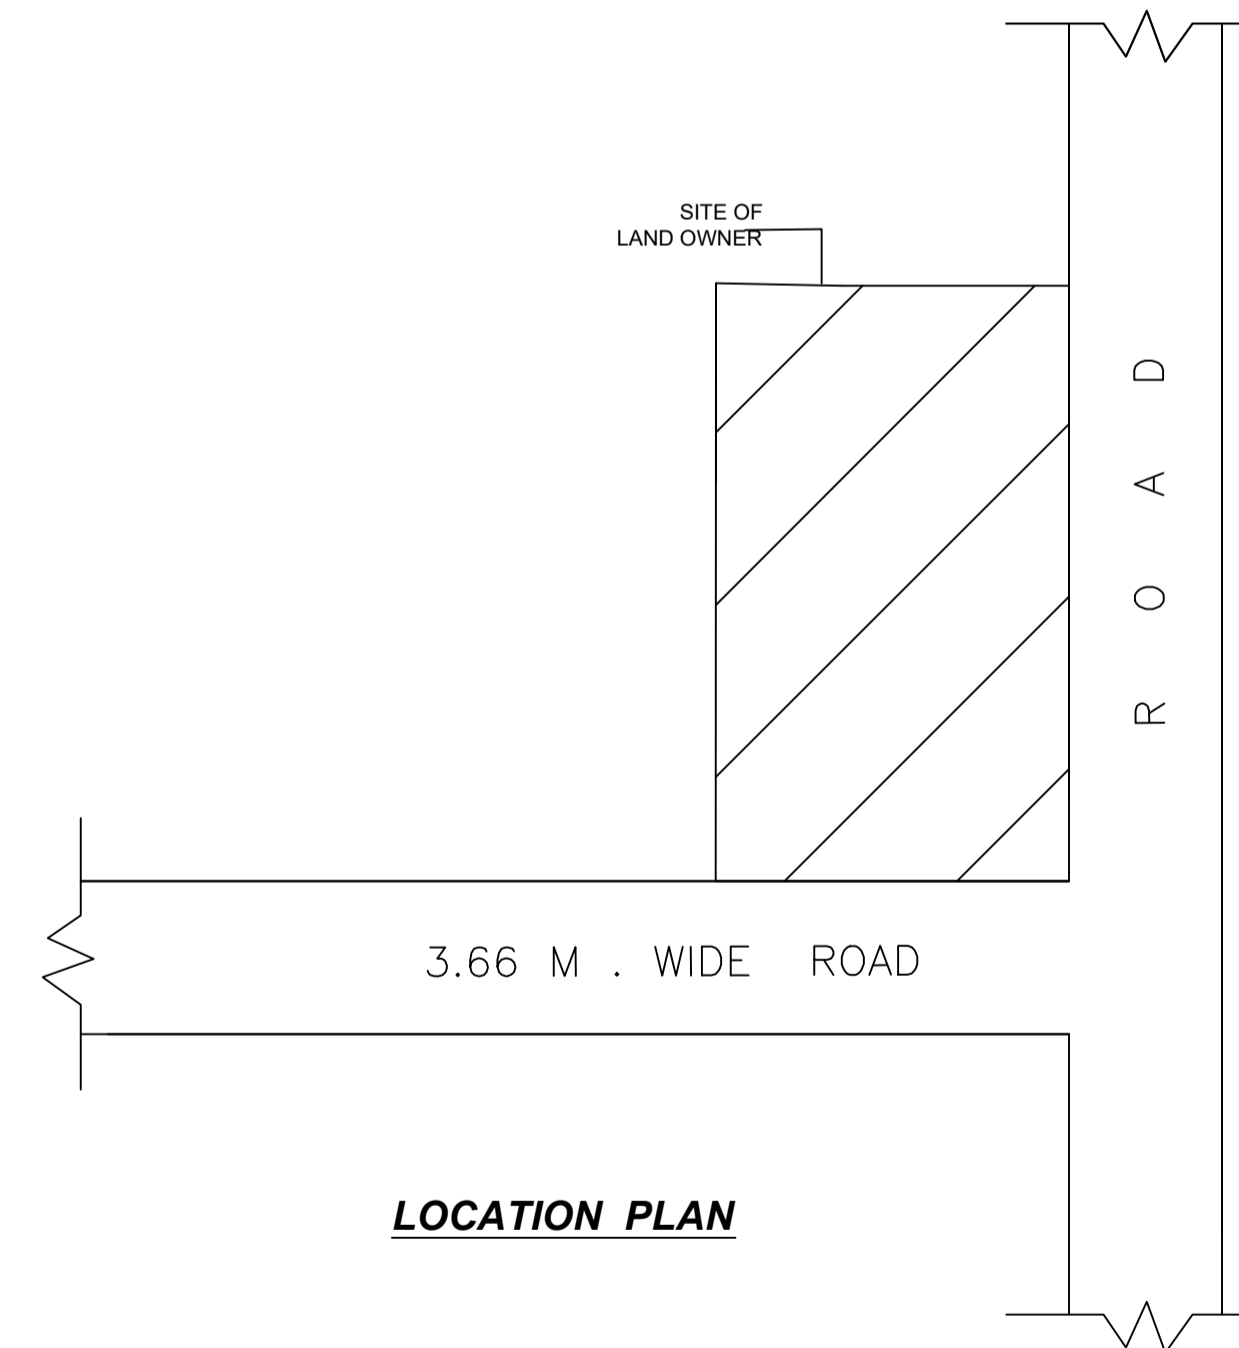 SITE OF
LAND OWNER
ROAD
3.66 M . WIDE ROAD
LOCATION PLAN